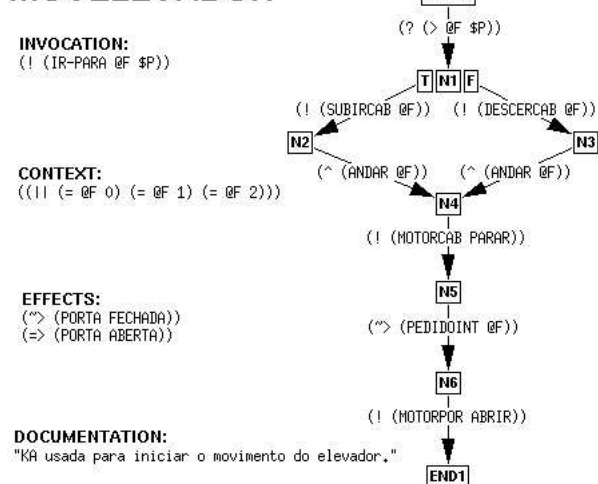 (? (> @F $P))
INVOCATION:
(! (IR-PARA @F $P))
T N1 F
(! (SUBIRCAB @F)) (! (DESCERCAB @F))
N2 N3
CONTEXT:
((|| (= @F 0) (= @F 1) (= @F 2)))
(^ (ANDAR @F)) (^ (ANDAR @F))
N4
(! (MOTORCAB PARAR))
N5
EFFECTS:
(~> (PORTA FECHADA))
(=> (PORTA ABERTA))
(~> (PEDIDOINT @F))
N6
(! (MOTORPOR ABRIR))
DOCUMENTATION:
"KA usada para iniciar o movimento do elevador."
END1